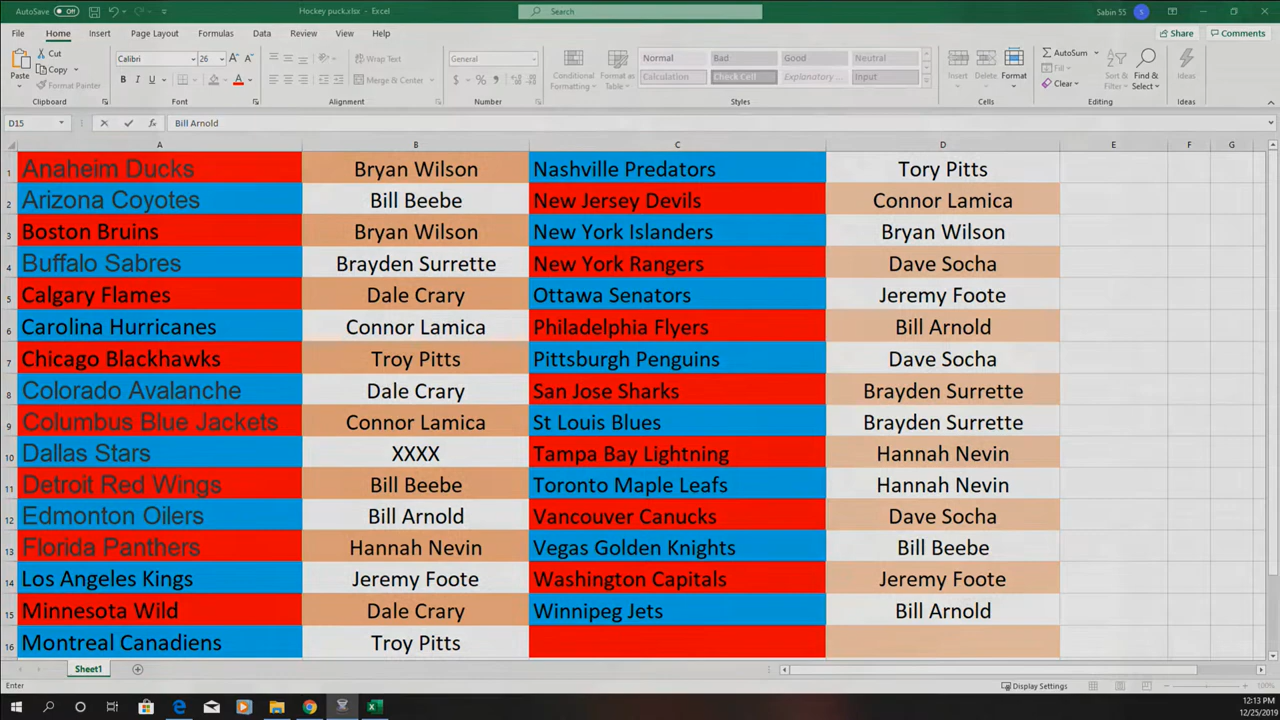 AutoSave Off Hockey puck.xlsx - Excel Search Sabin 55 S
File Home Insert Page Layout Formulas Data Review View Help Share Comments
Paste Cut Copy Format Painter Clipboard
Calibri 26 B I U A Font
Wrap Text Merge & Center Alignment
General $ % Number
Conditional Formatting Format as Table
Normal Bad Good Neutral
Calculation Check Cell Explanatory ... Input
Styles
Insert Delete Format Cells
AutoSum Fill Clear Sort & Filter Find & Select Editing
Ideas Ideas
D15 fx Bill Arnold
A B C D E F G
1 Anaheim Ducks Bryan Wilson Nashville Predators Tory Pitts
2 Arizona Coyotes Bill Beebe New Jersey Devils Connor Lamica
3 Boston Bruins Bryan Wilson New York Islanders Bryan Wilson
4 Buffalo Sabres Brayden Surrette New York Rangers Dave Socha
5 Calgary Flames Dale Crary Ottawa Senators Jeremy Foote
6 Carolina Hurricanes Connor Lamica Philadelphia Flyers Bill Arnold
7 Chicago Blackhawks Troy Pitts Pittsburgh Penguins Dave Socha
8 Colorado Avalanche Dale Crary San Jose Sharks Brayden Surrette
9 Columbus Blue Jackets Connor Lamica St Louis Blues Brayden Surrette
10 Dallas Stars XXXX Tampa Bay Lightning Hannah Nevin
11 Detroit Red Wings Bill Beebe Toronto Maple Leafs Hannah Nevin
12 Edmonton Oilers Bill Arnold Vancouver Canucks Dave Socha
13 Florida Panthers Hannah Nevin Vegas Golden Knights Bill Beebe
14 Los Angeles Kings Jeremy Foote Washington Capitals Jeremy Foote
15 Minnesota Wild Dale Crary Winnipeg Jets Bill Arnold
16 Montreal Canadiens Troy Pitts
Sheet1
Enter Display Settings 100%
12:13 PM
12/25/2019